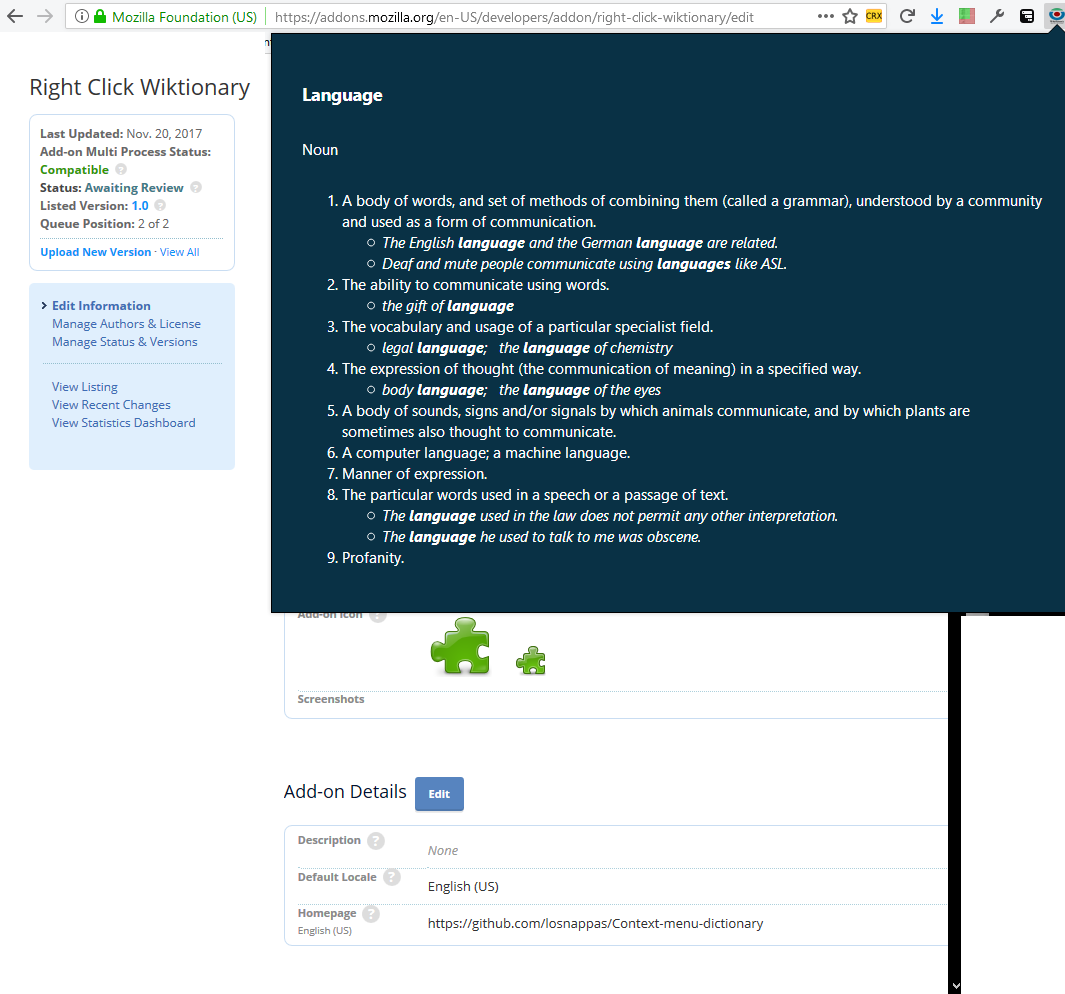 Mozilla Foundation (US)
https://addons.mozilla.org/en-US/developers/addon/right-click-wiktionary/edit
CRX
Right Click Wiktionary
Last Updated: Nov. 20, 2017
Add-on Multi Process Status:
Compatible ?
Status: Awaiting Review ?
Listed Version: 1.0 ?
Queue Position: 2 of 2
Upload New Version · View All
Edit Information
Manage Authors & License
Manage Status & Versions
View Listing
View Recent Changes
View Statistics Dashboard
Language
Noun
1. A body of words, and set of methods of combining them (called a grammar), understood by a community
and used as a form of communication.
The English language and the German language are related.
Deaf and mute people communicate using languages like ASL.
2. The ability to communicate using words.
the gift of language
3. The vocabulary and usage of a particular specialist field.
legal language; the language of chemistry
4. The expression of thought (the communication of meaning) in a specified way.
body language; the language of the eyes
5. A body of sounds, signs and/or signals by which animals communicate, and by which plants are
sometimes also thought to communicate.
6. A computer language; a machine language.
7. Manner of expression.
8. The particular words used in a speech or a passage of text.
The language used in the law does not permit any other interpretation.
The language he used to talk to me was obscene.
9. Profanity.
Add-on Icon ?
Screenshots
Add-on Details Edit
Description ?
None
Default Locale ?
English (US)
Homepage ?
English (US)
https://github.com/losnappas/Context-menu-dictionary